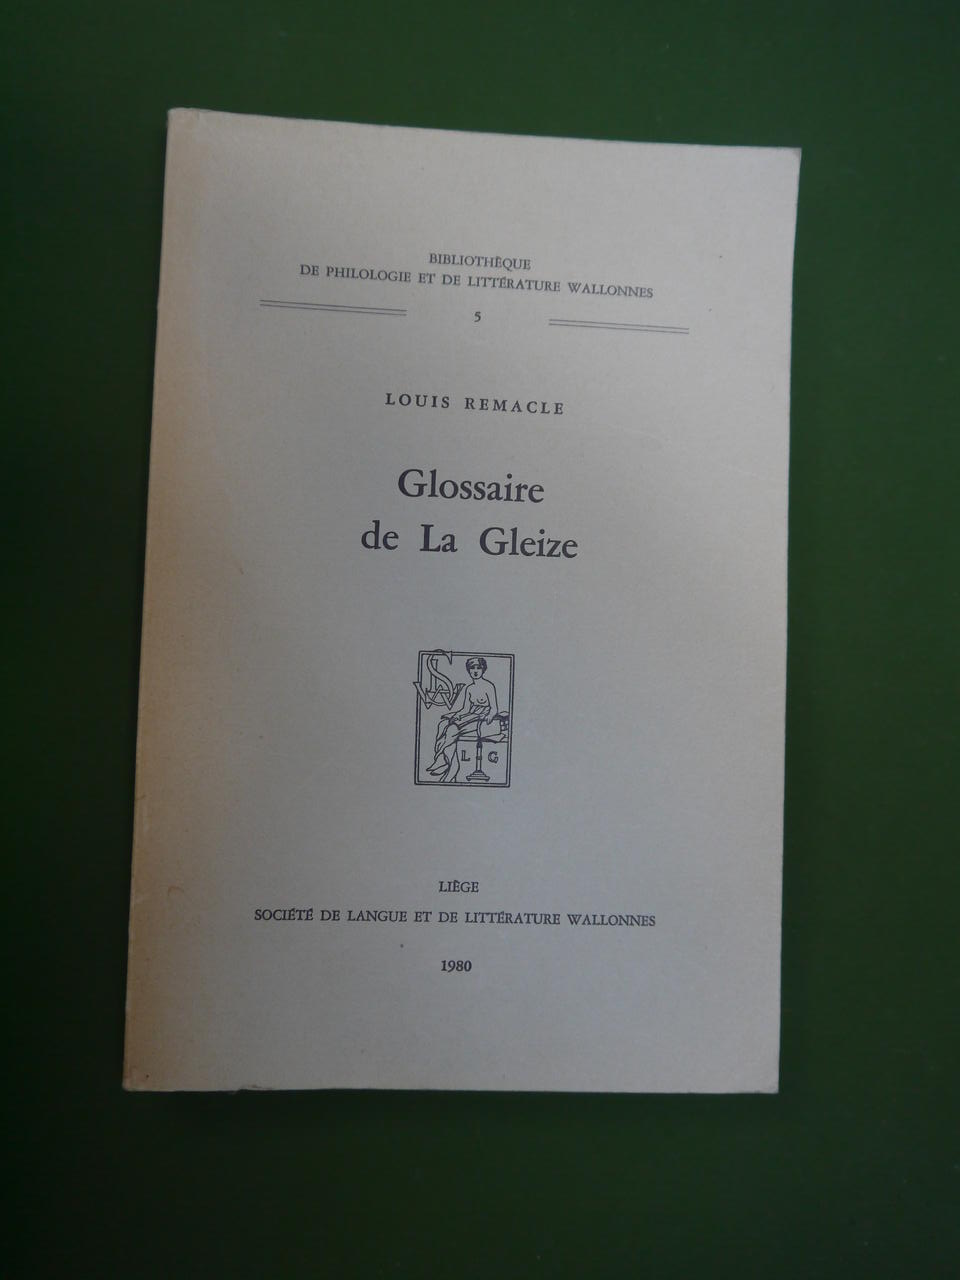 BIBLIOTHÈQUE
DE PHILOLOGIE ET DE LITTÉRATURE WALLONNES
5
LOUIS REMACLE
Glossaire
de La Gleize
L G
LIÈGE
SOCIÉTÉ DE LANGUE ET DE LITTÉRATURE WALLONNES
1980